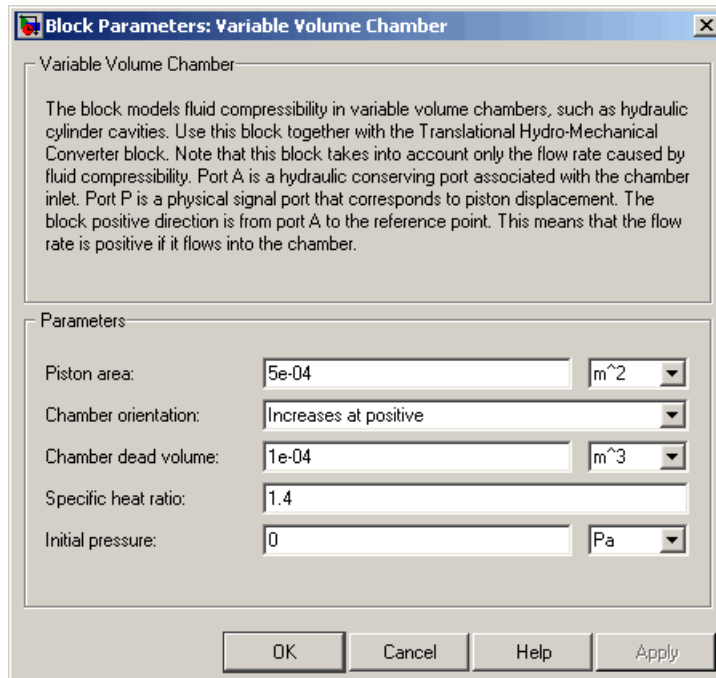 Block Parameters: Variable Volume Chamber
Variable Volume Chamber
The block models fluid compressibility in variable volume chambers, such as hydraulic
cylinder cavities. Use this block together with the Translational Hydro-Mechanical
Converter block. Note that this block takes into account only the flow rate caused by
fluid compressibility. Port A is a hydraulic conserving port associated with the chamber
inlet. Port P is a physical signal port that corresponds to piston displacement. The
block positive direction is from port A to the reference point. This means that the flow
rate is positive if it flows into the chamber.
Parameters
Piston area: 5e-04 m^2
Chamber orientation: Increases at positive
Chamber dead volume: 1e-04 m^3
Specific heat ratio: 1.4
Initial pressure: 0 Pa
OK Cancel Help Apply